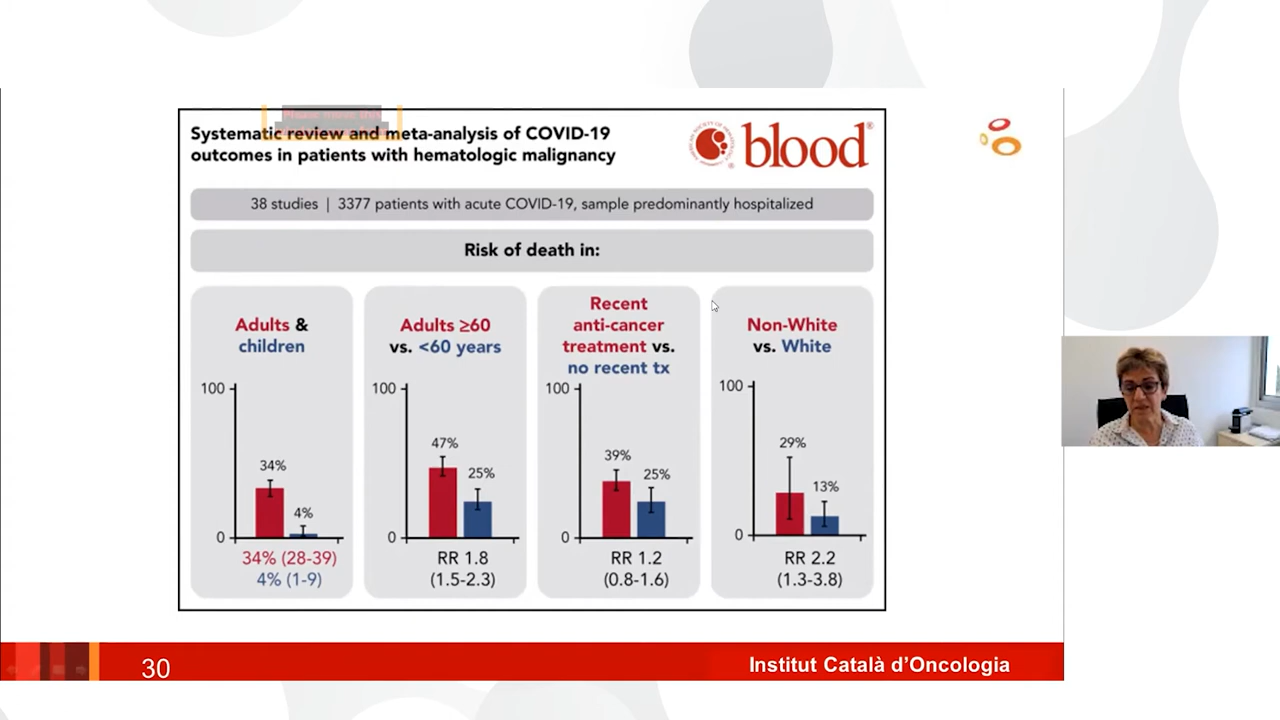 Systematic review and meta-analysis of COVID-19
outcomes in patients with hematologic malignancy
blood
38 studies | 3377 patients with acute COVID-19, sample predominantly hospitalized
Risk of death in:
Adults &
children
100
34%
4%
0
34% (28-39)
4% (1-9)
Adults ≥60
vs. <60 years
100
47%
25%
0
RR 1.8
(1.5-2.3)
Recent
anti-cancer
treatment vs.
no recent tx
100
39%
25%
0
RR 1.2
(0.8-1.6)
Non-White
vs. White
100
29%
13%
0
RR 2.2
(1.3-3.8)
30
Institut Català d'Oncologia